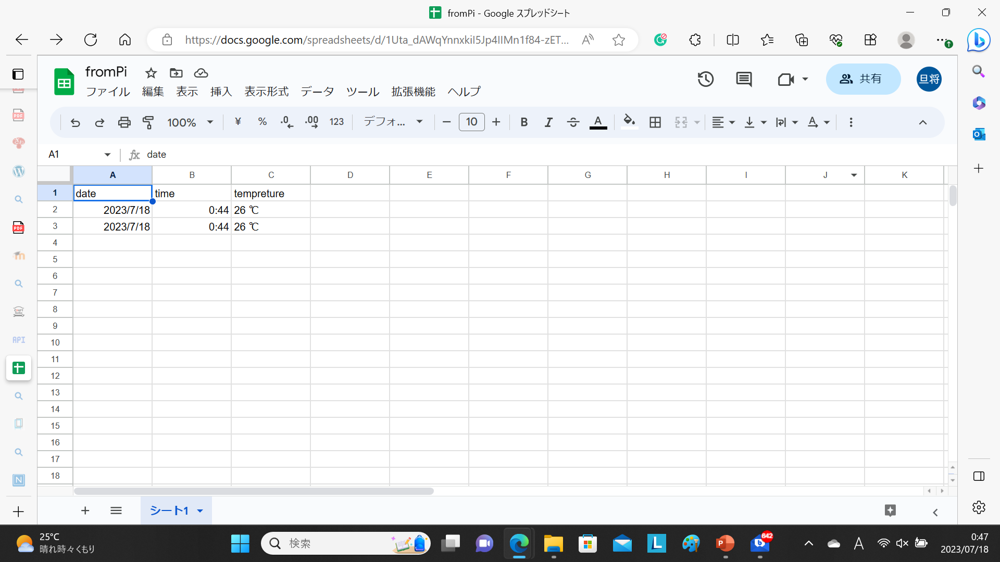 fromPi - Google スプレッドシート
https://docs.google.com/spreadsheets/d/1Uta_dAWqYnnxkiI5Jp4IIMn1f84-zET...
fromPi
ファイル 編集 表示 挿入 表示形式 データ ツール 拡張機能 ヘルプ
共有
旦将
100% ¥ % .0 .00 123 デフォ... 10 B I A
A1 fx date
A B C D E F G H I J K
1 date time tempreture
2 2023/7/18 0:44 26 ℃
3 2023/7/18 0:44 26 ℃
4
5
6
7
8
9
10
11
12
13
14
15
16
17
18
シート1
PDF
PDF
API
N
25°C
晴れ時々くもり
検索
L
P
642
A
0:47
2023/07/18